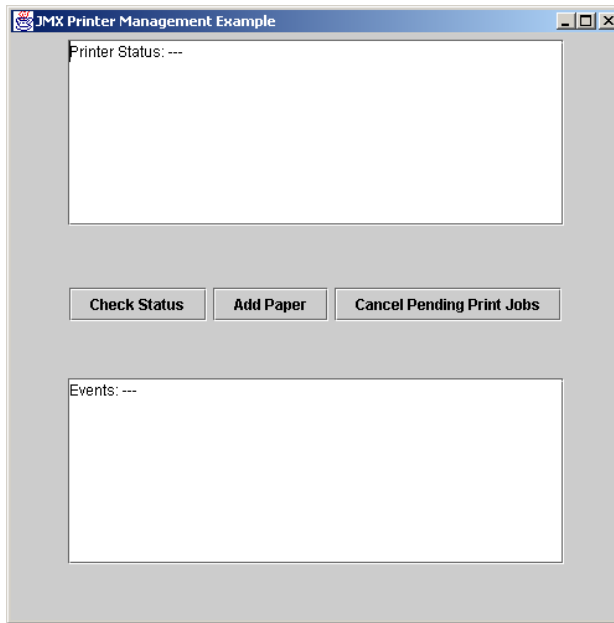 JMX Printer Management Example
Printer Status: ---
Check Status Add Paper Cancel Pending Print Jobs
Events: ---